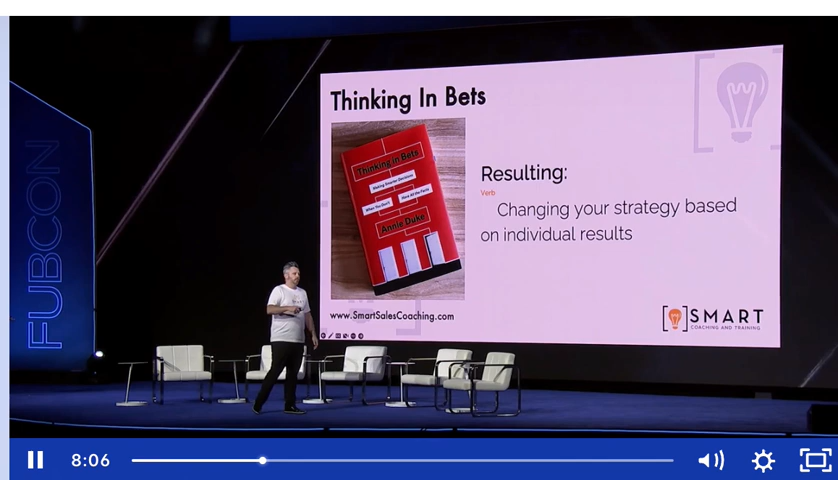 FUBCON
Thinking In Bets
Thinking in Bets
Making Smarter Decisions
When You Don't
Have All the Facts
Annie Duke
Resulting:
Verb
Changing your strategy based
on individual results
www.SmartSalesCoaching.com
SMART
COACHING AND TRAINING
8:06